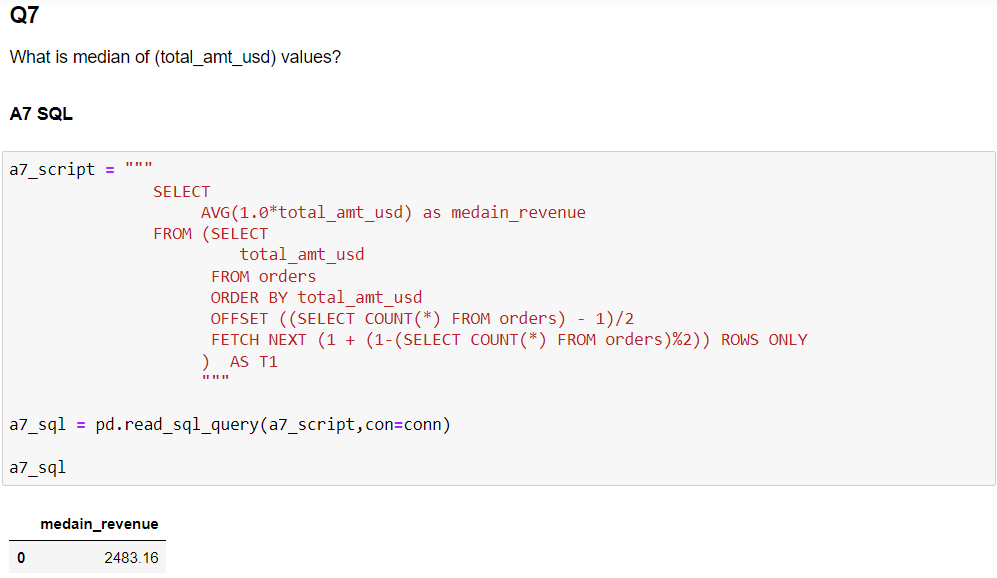 Q7
What is median of (total_amt_usd) values?
A7 SQL
a7_script = """
SELECT
AVG(1.0*total_amt_usd) as medain_revenue
FROM (SELECT
total_amt_usd
FROM orders
ORDER BY total_amt_usd
OFFSET ((SELECT COUNT(*) FROM orders) - 1)/2
FETCH NEXT (1 + (1-(SELECT COUNT(*) FROM orders)%2)) ROWS ONLY
) AS T1
"""
a7_sql = pd.read_sql_query(a7_script,con=conn)
a7_sql
medain_revenue
0 2483.16